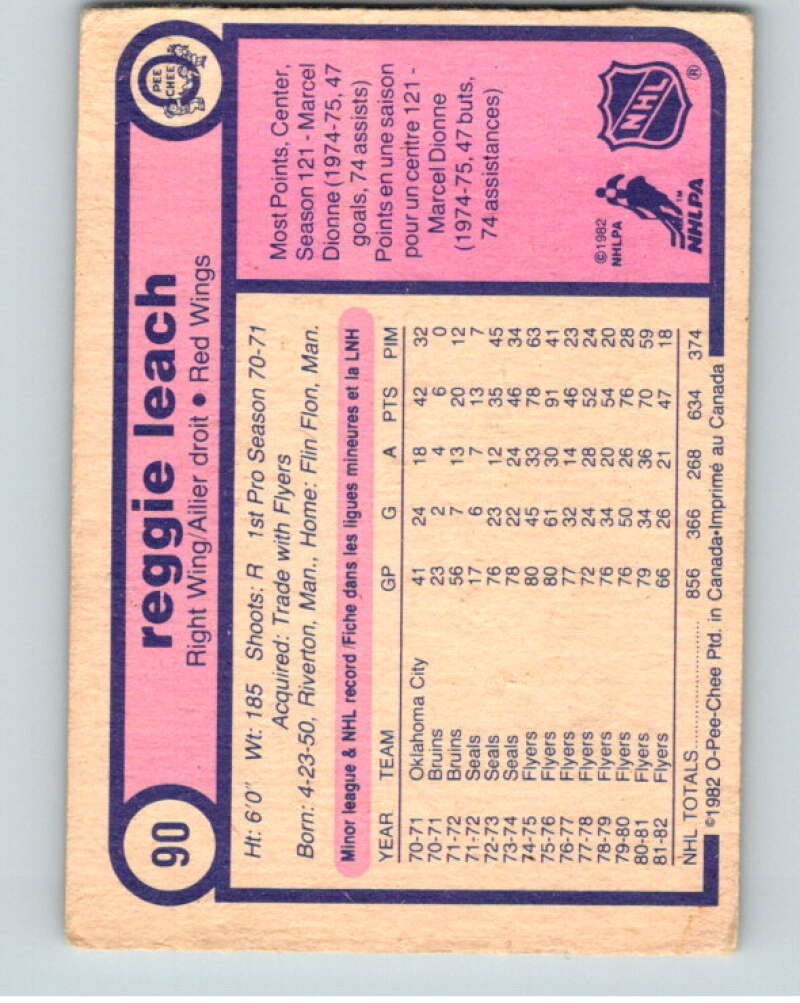 90
reggie leach
Right Wing/Ailier droit • Red Wings
O PEE CHEE
Ht: 6'0" Wt: 185 Shoots: R 1st Pro Season 70-71
Acquired: Trade with Flyers
Born: 4-23-50, Riverton, Man., Home: Flin Flon, Man.
Minor league & NHL record/Fiche dans les ligues mineures et la LNH
YEAR TEAM GP G A PTS PIM
70-71 Oklahoma City 41 24 18 42 32
70-71 Bruins 23 2 4 6 0
71-72 Bruins 56 7 13 20 12
71-72 Seals 17 6 7 13 7
72-73 Seals 76 23 12 35 45
73-74 Seals 78 22 24 46 34
74-75 Flyers 80 45 33 78 63
75-76 Flyers 80 61 30 91 41
76-77 Flyers 77 32 14 46 23
77-78 Flyers 72 24 28 52 24
78-79 Flyers 76 34 20 54 20
79-80 Flyers 76 50 26 76 28
80-81 Flyers 79 34 36 70 59
81-82 Flyers 66 26 21 47 18
NHL TOTALS 856 366 268 634 374
©1982 O-Pee-Chee Ptd. in Canada•Imprimé au Canada
Most Points, Center,
Season 121 - Marcel
Dionne (1974-75, 47
goals, 74 assists)
Points en une saison
pour un centre 121 -
Marcel Dionne
(1974-75, 47 buts,
74 assistances)
©1982
NHLPA
NHLPA™
NHL®